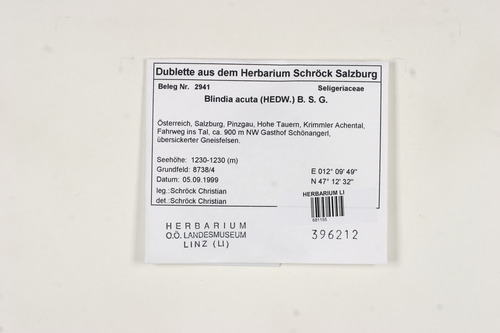 Dublette aus dem Herbarium Schröck Salzburg
Beleg Nr. 2941 Seligeriaceae
Blindia acuta (HEDW.) B. S. G.
Österreich, Salzburg, Pinzgau, Hohe Tauern, Krimmler Achental,
Fahrweg ins Tal, ca. 900 m NW Gasthof Schönangerl,
übersickerter Gneisfelsen.
Seehöhe: 1230-1230 (m)
Grundfeld: 8738/4 E 012° 09' 49"
Datum: 05.09.1999 N 47° 12' 32"
leg.:Schröck Christian
det.:Schröck Christian
HERBARIUM LI
HERBARIUM
O.Ö. LANDESMUSEUM
LINZ (LI)
396212